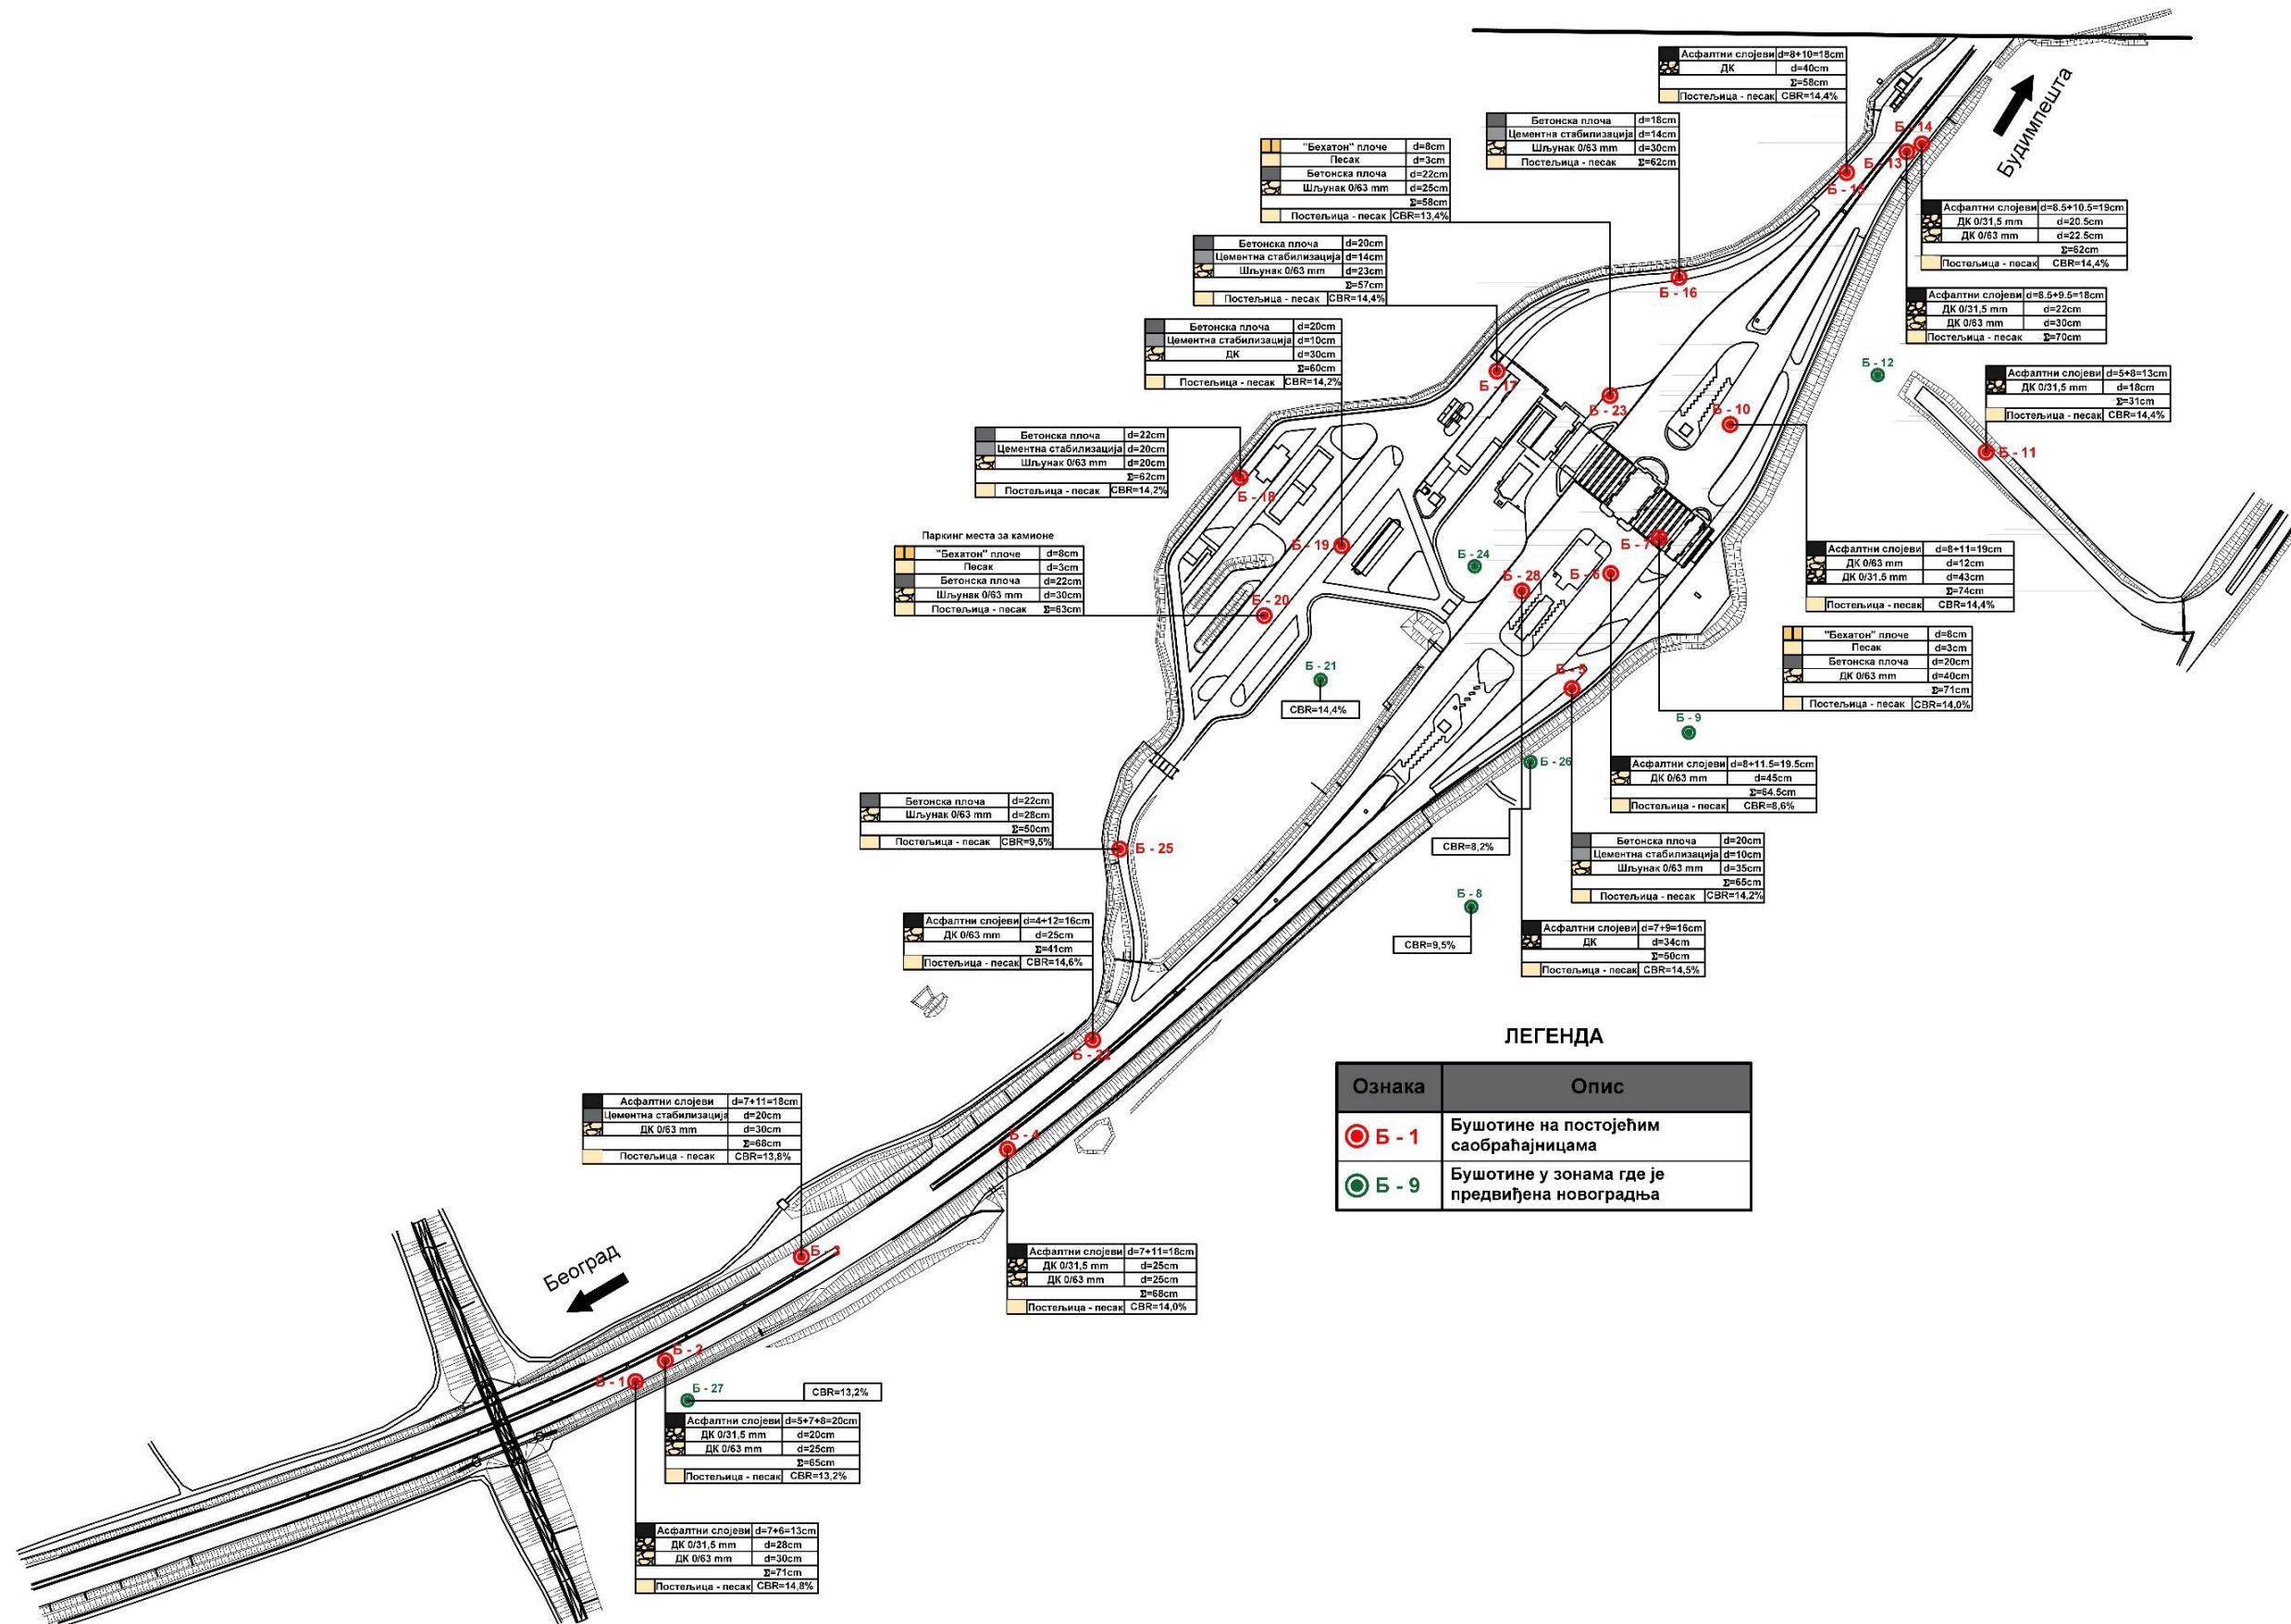 Асфалтни слојеви d=8+10=18cm
ДК d=40cm
Σ=58cm
Постељица - песак CBR=14,4%
Будимпешта
Бетонска плоча d=18cm
Цементна стабилизација d=14cm
Шљунак 0/63 mm d=30cm
Постељица - песак Σ=62cm
"Бехатон" плоче d=8cm
Песак d=3cm
Бетонска плоча d=22cm
Шљунак 0/63 mm d=25cm
Σ=58cm
Постељица - песак CBR=13,4%
Б - 14
Б - 13
Б - 15
Асфалтни слојеви d=8.5+10.5=19cm
ДК 0/31,5 mm d=20.5cm
ДК 0/63 mm d=22.5cm
Σ=62cm
Постељица - песак CBR=14,4%
Бетонска плоча d=20cm
Цементна стабилизација d=14cm
Шљунак 0/63 mm d=23cm
Σ=57cm
Постељица - песак CBR=14,4%
Б - 16
Асфалтни слојеви d=8.5+9.5=18cm
ДК 0/31,5 mm d=22cm
ДК 0/63 mm d=30cm
Постељица - песак Σ=70cm
Бетонска плоча d=20cm
Цементна стабилизација d=10cm
ДК d=30cm
Σ=60cm
Постељица - песак CBR=14,2%
Б - 12
Б - 17
Б - 23
Б - 10
Асфалтни слојеви d=5+8=13cm
ДК 0/31,5 mm d=18cm
Σ=31cm
Постељица - песак CBR=14,4%
Б - 11
Бетонска плоча d=22cm
Цементна стабилизација d=20cm
Шљунак 0/63 mm d=20cm
Σ=62cm
Постељица - песак CBR=14,2%
Б - 18
Паркинг места за камионе
"Бехатон" плоче d=8cm
Песак d=3cm
Бетонска плоча d=22cm
Шљунак 0/63 mm d=30cm
Постељица - песак Σ=63cm
Б - 19
Б - 24
Б - 7
Б - 28
Б - 6
Б - 20
Асфалтни слојеви d=8+11=19cm
ДК 0/63 mm d=12cm
ДК 0/31.5 mm d=43cm
Σ=74cm
Постељица - песак CBR=14,4%
Б - 21
CBR=14,4%
Б - 5
"Бехатон" плоче d=8cm
Песак d=3cm
Бетонска плоча d=20cm
ДК 0/63 mm d=40cm
Σ=71cm
Постељица - песак CBR=14,0%
Б - 9
Б - 26
Асфалтни слојеви d=8+11.5=19.5cm
ДК 0/63 mm d=45cm
Σ=64.5cm
Постељица - песак CBR=8,6%
Бетонска плоча d=22cm
Шљунак 0/63 mm d=28cm
Σ=50cm
Постељица - песак CBR=9,5%
Б - 25
CBR=8,2%
Бетонска плоча d=20cm
Цементна стабилизација d=10cm
Шљунак 0/63 mm d=35cm
Σ=65cm
Постељица - песак CBR=14,2%
Б - 8
CBR=9,5%
Асфалтни слојеви d=4+12=16cm
ДК 0/63 mm d=25cm
Σ=41cm
Постељица - песак CBR=14,6%
Асфалтни слојеви d=7+9=16cm
ДК d=34cm
Σ=50cm
Постељица - песак CBR=14,5%
Б - 22
ЛЕГЕНДА
Ознака Опис
Б - 1 Бушотине на постојећим
саобраћајницама
Б - 9 Бушотине у зонама где је
предвиђена новоградња
Асфалтни слојеви d=7+11=18cm
Цементна стабилизација d=20cm
ДК 0/63 mm d=30cm
Σ=68cm
Постељица - песак CBR=13,8%
Б - 4
Б - 3
Београд
Асфалтни слојеви d=7+11=18cm
ДК 0/31,5 mm d=25cm
ДК 0/63 mm d=25cm
Σ=68cm
Постељица - песак CBR=14,0%
Б - 2
Б - 1
Б - 27
CBR=13,2%
Асфалтни слојеви d=5+7+8=20cm
ДК 0/31,5 mm d=20cm
ДК 0/63 mm d=25cm
Σ=65cm
Постељица - песак CBR=13,2%
Асфалтни слојеви d=7+6=13cm
ДК 0/31,5 mm d=28cm
ДК 0/63 mm d=30cm
Σ=71cm
Постељица - песак CBR=14,8%